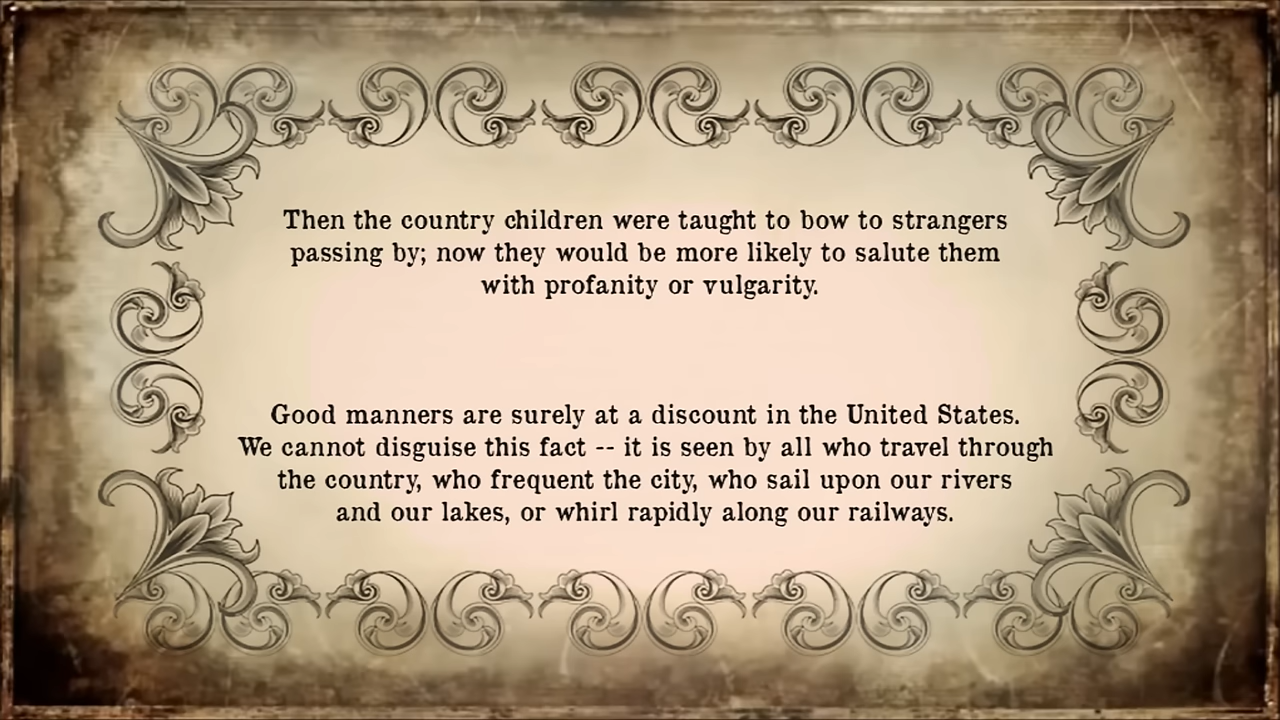 Then the country children were taught to bow to strangers
passing by; now they would be more likely to salute them
with profanity or vulgarity.
Good manners are surely at a discount in the United States.
We cannot disguise this fact -- it is seen by all who travel through
the country, who frequent the city, who sail upon our rivers
and our lakes, or whirl rapidly along our railways.